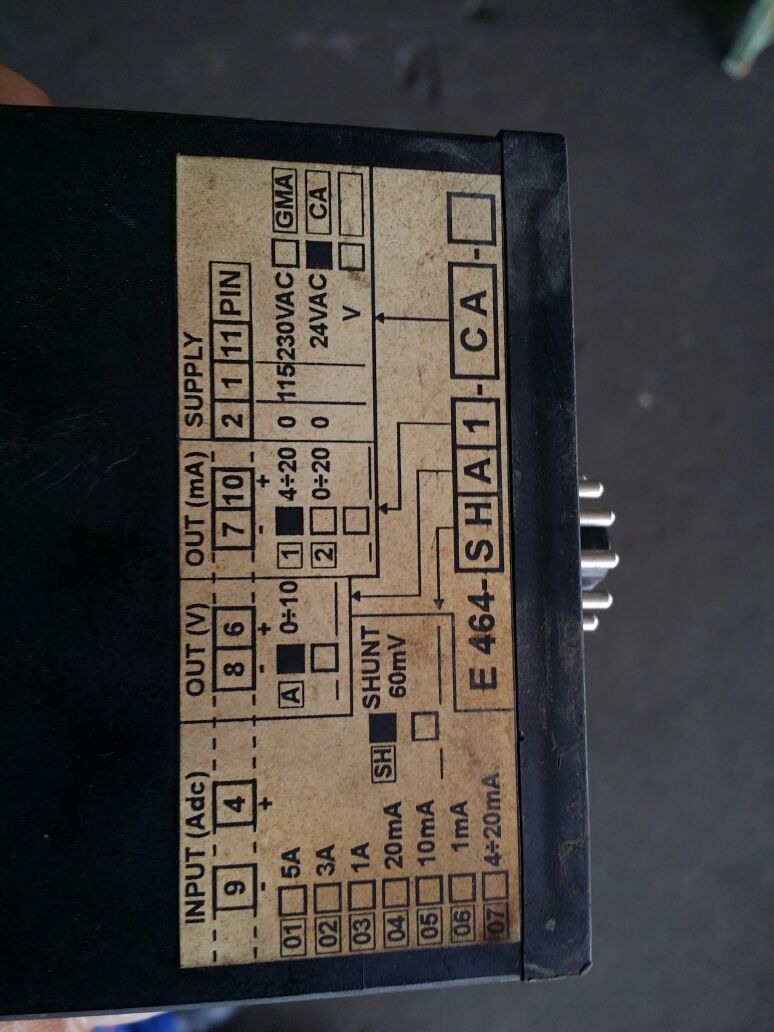 INPUT (Adc) OUT (V) OUT (mA) SUPPLY
9 4 8 6 7 10 2 1 11 PIN
- + - + - +
01 5A A 0÷10 1 4÷20 0 115 230VAC GMA
02 3A 2 0÷20 0 24VAC CA
03 1A V
04 20mA SH SHUNT
60mV
05 10mA
06 1mA
07 4÷20mA
E 464-SHA1-CA-